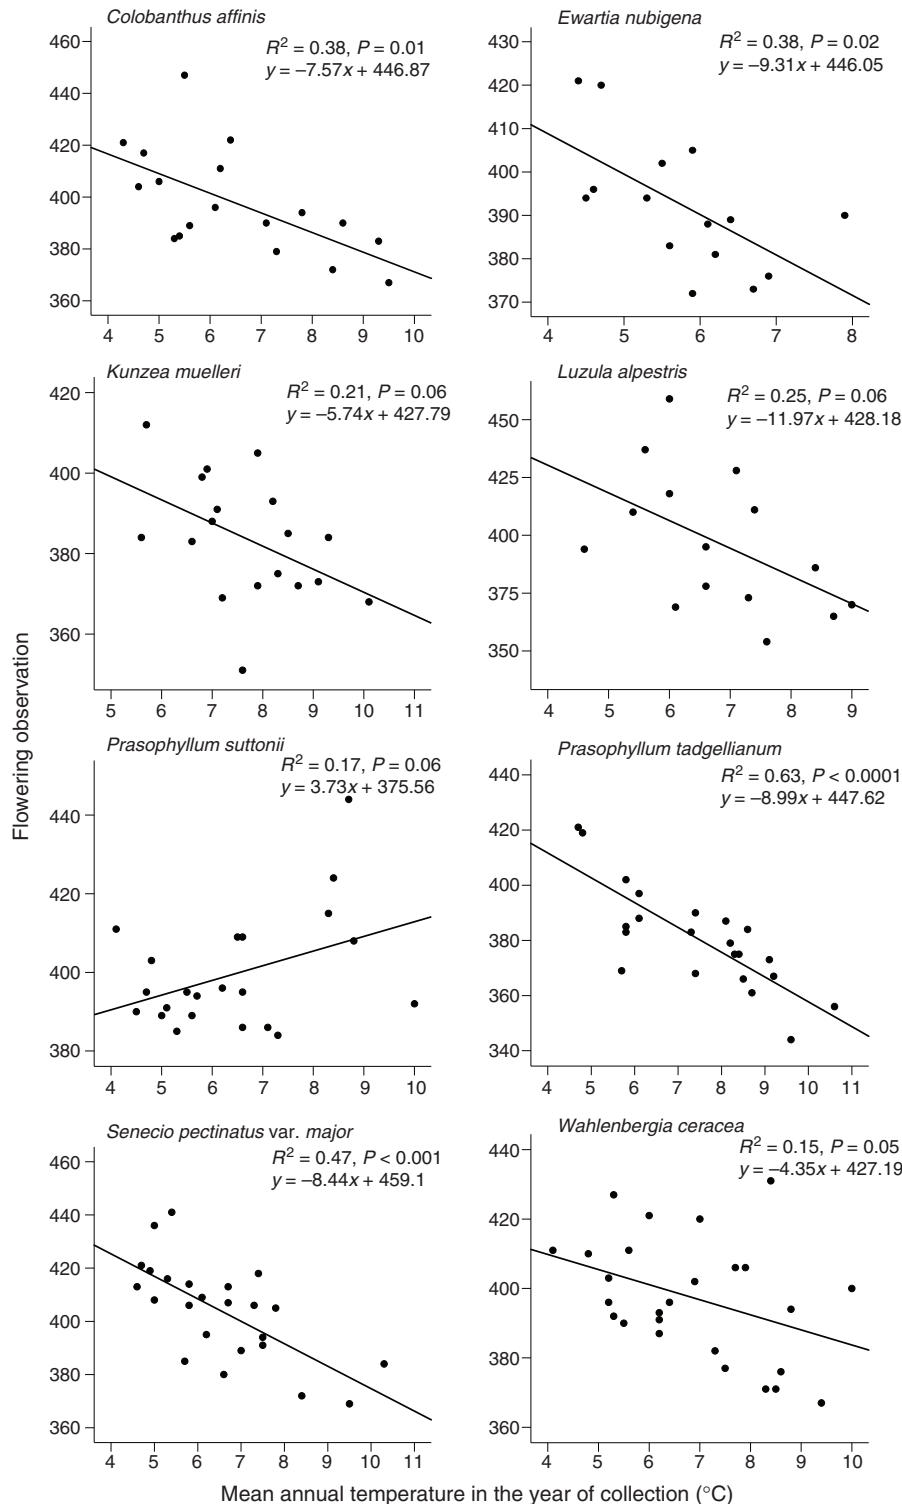 Colobanthus affinis
R² = 0.38, P = 0.01
y = –7.57x + 446.87
460
440
420
400
380
360
4 5 6 7 8 9 10
Ewartia nubigena
R² = 0.38, P = 0.02
y = –9.31x + 446.05
430
420
410
400
390
380
370
4 5 6 7 8
Kunzea muelleri
R² = 0.21, P = 0.06
y = –5.74x + 427.79
420
400
380
360
5 6 7 8 9 10 11
Luzula alpestris
R² = 0.25, P = 0.06
y = –11.97x + 428.18
450
425
400
375
350
4 5 6 7 8 9
Flowering observation
Prasophyllum suttonii
R² = 0.17, P = 0.06
y = 3.73x + 375.56
440
420
400
380
4 5 6 7 8 9 10
Prasophyllum tadgellianum
R² = 0.63, P < 0.0001
y = –8.99x + 447.62
440
420
400
380
360
340
4 5 6 7 8 9 10 11
Senecio pectinatus var. major
R² = 0.47, P < 0.001
y = –8.44x + 459.1
460
440
420
400
380
360
4 5 6 7 8 9 10 11
Wahlenbergia ceracea
R² = 0.15, P = 0.05
y = –4.35x + 427.19
440
420
400
380
360
4 5 6 7 8 9 10
Mean annual temperature in the year of collection (°C)